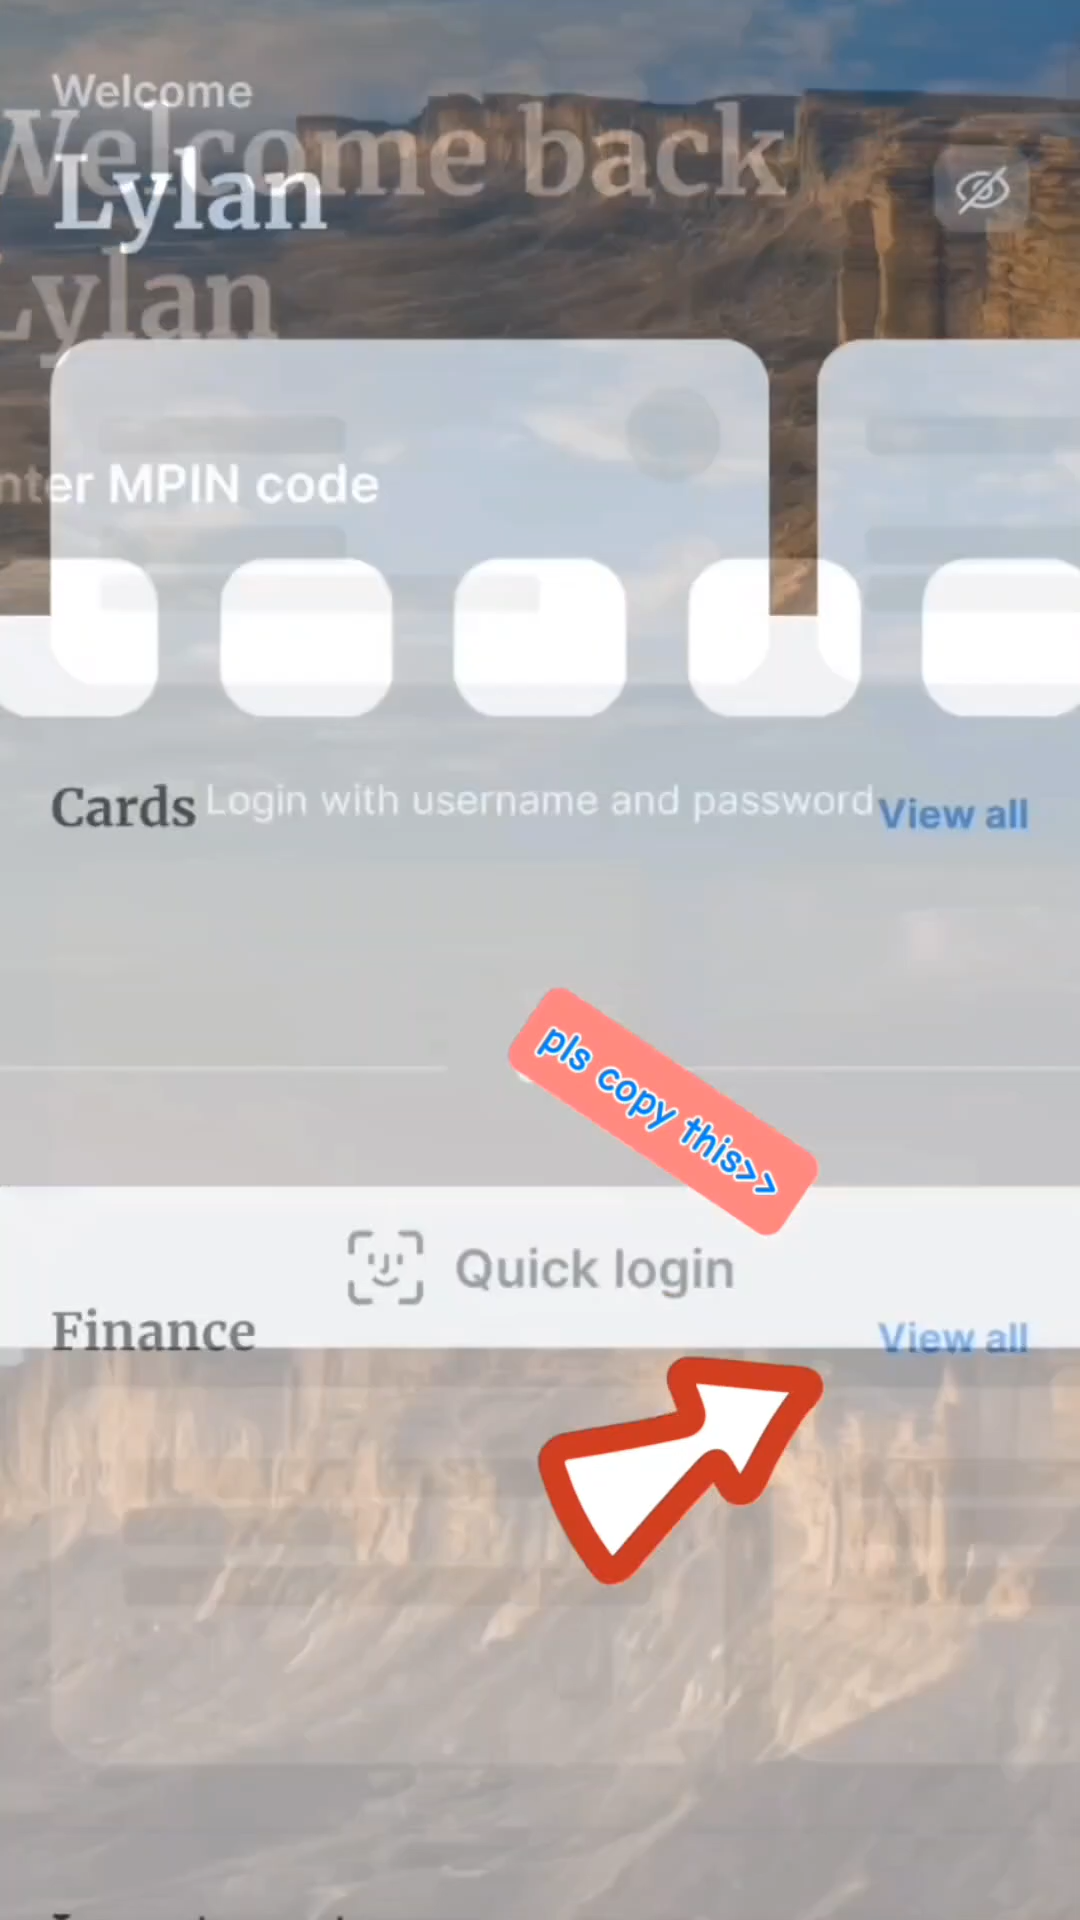 Welcome
Welcome back
Lylan
Lylan
nter MPIN code
Cards
Login with username and password
View all
pls copy this>>
Quick login
Finance
View all